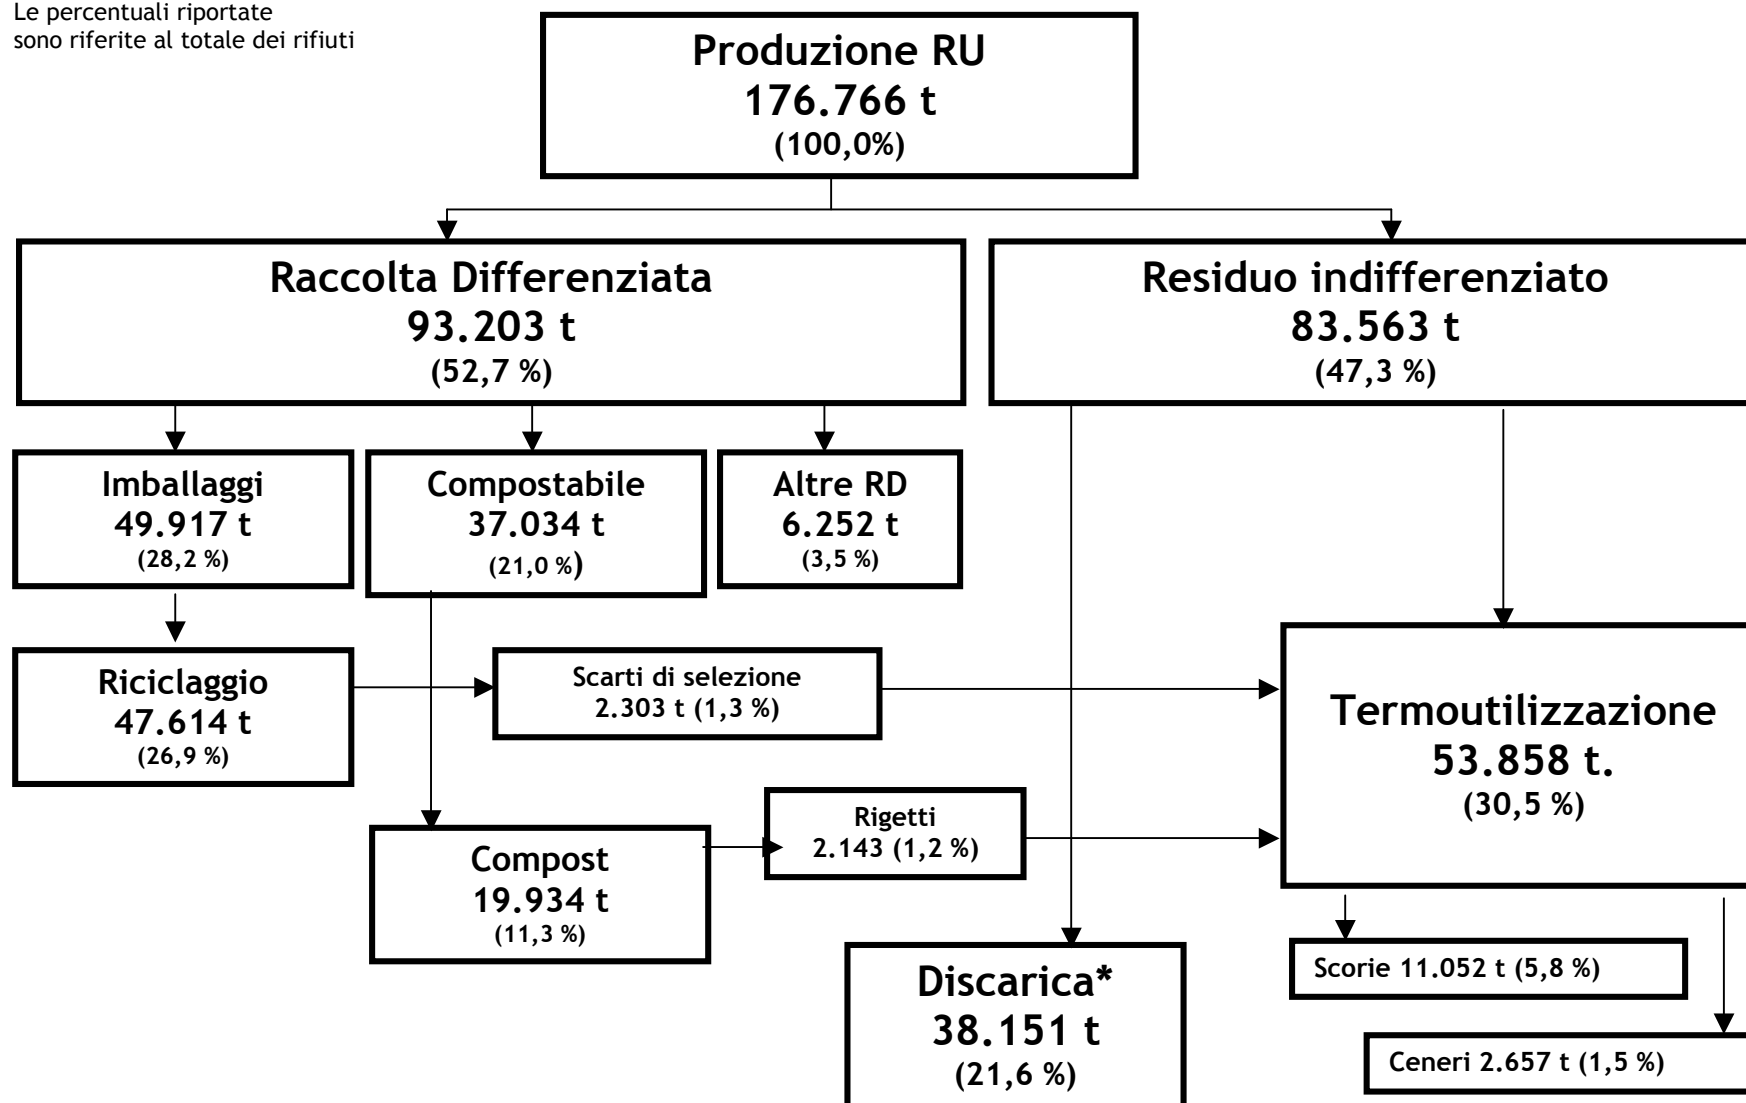 Le percentuali riportate
sono riferite al totale dei rifiuti
Produzione RU
176.766 t
(100,0%)
Raccolta Differenziata
93.203 t
(52,7 %)
Residuo indifferenziato
83.563 t
(47,3 %)
Imballaggi
49.917 t
(28,2 %)
Compostabile
37.034 t
(21,0 %)
Altre RD
6.252 t
(3,5 %)
Riciclaggio
47.614 t
(26,9 %)
Scarti di selezione
2.303 t (1,3 %)
Termoutilizzazione
53.858 t.
(30,5 %)
Rigetti
2.143 (1,2 %)
Compost
19.934 t
(11,3 %)
Discarica*
38.151 t
(21,6 %)
Scorie 11.052 t (5,8 %)
Ceneri 2.657 t (1,5 %)